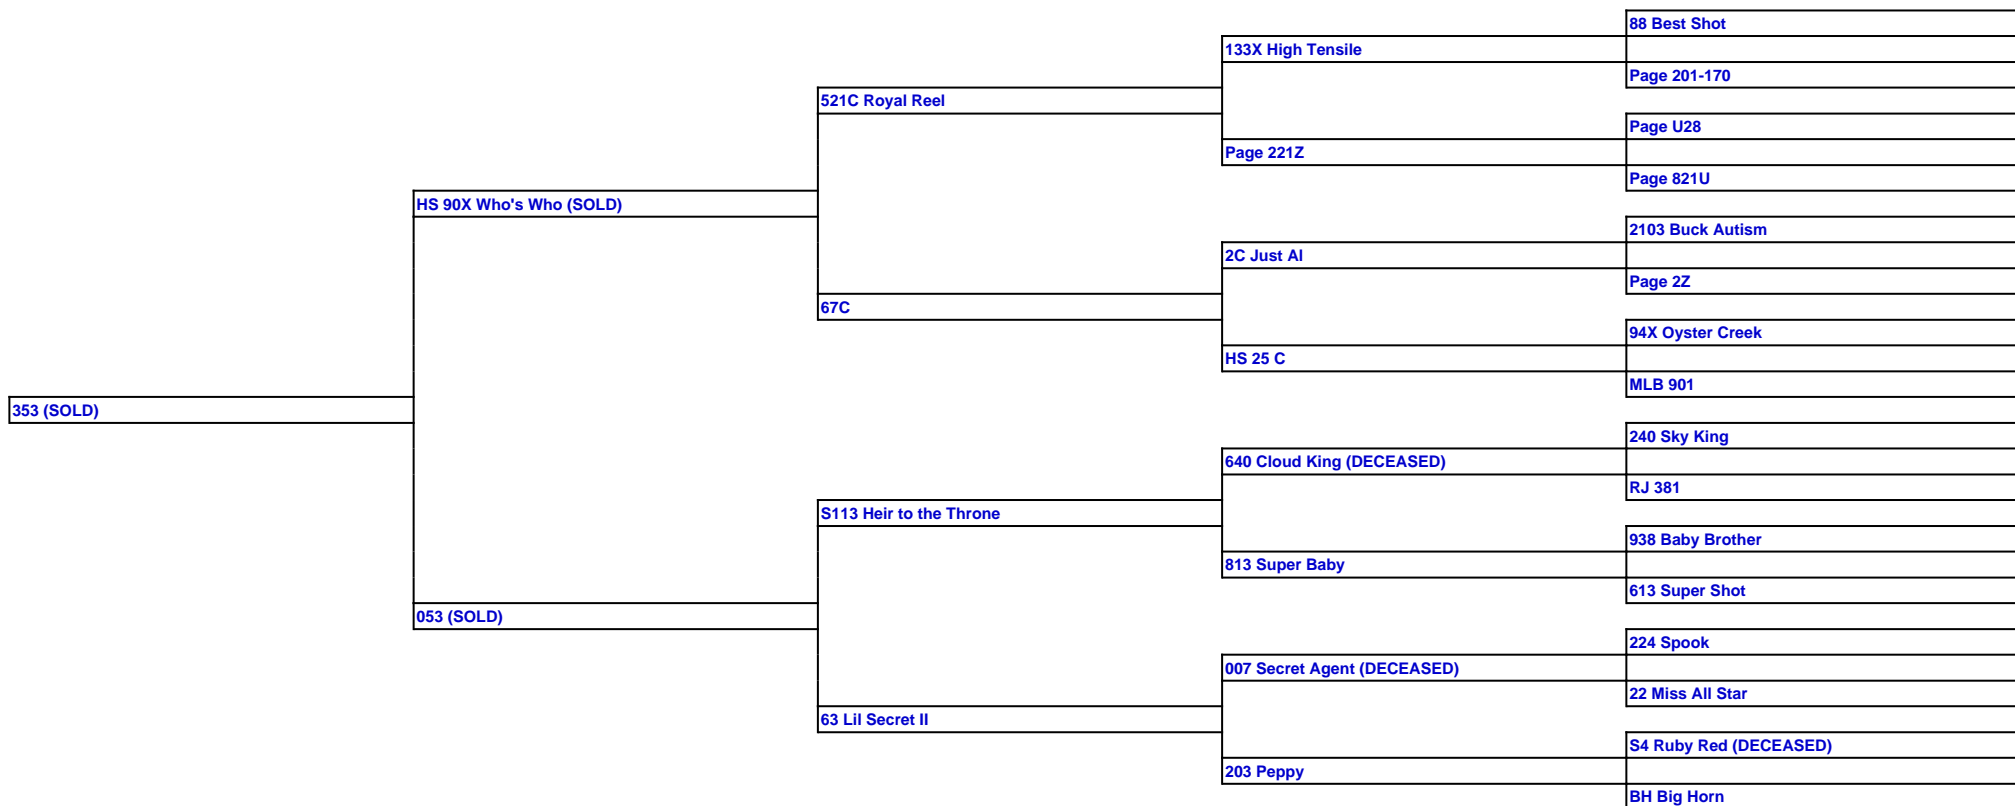 88 Best Shot
133X High Tensile
Page 201-170
521C Royal Reel
Page U28
Page 221Z
Page 821U
HS 90X Who's Who (SOLD)
2103 Buck Autism
2C Just AI
Page 2Z
67C
94X Oyster Creek
HS 25 C
MLB 901
353 (SOLD)
240 Sky King
640 Cloud King (DECEASED)
RJ 381
S113 Heir to the Throne
938 Baby Brother
813 Super Baby
613 Super Shot
053 (SOLD)
224 Spook
007 Secret Agent (DECEASED)
22 Miss All Star
63 Lil Secret II
S4 Ruby Red (DECEASED)
203 Peppy
BH Big Horn